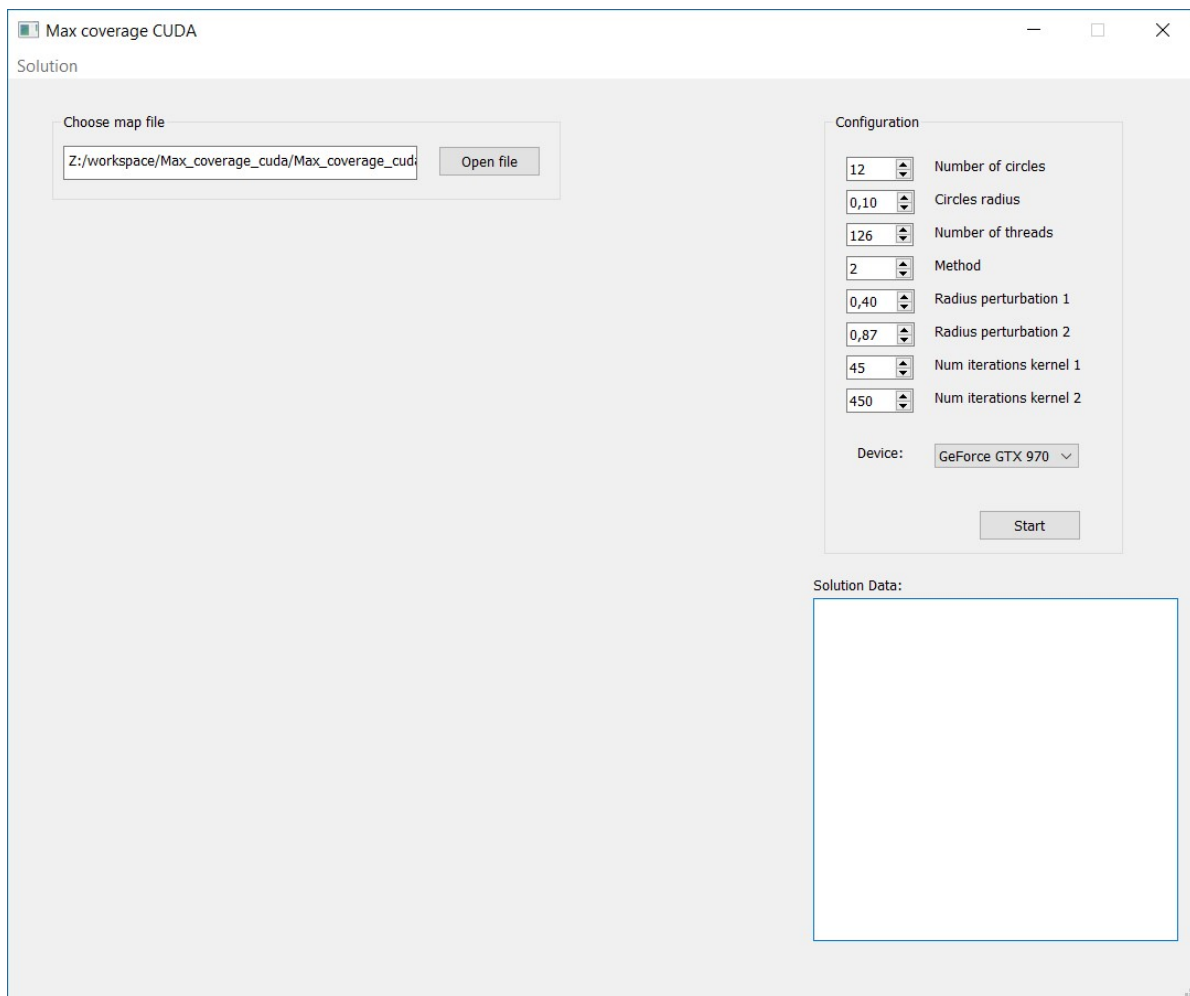 Max coverage CUDA
Solution
Choose map file
Z:/workspace/Max_coverage_cuda/Max_coverage_cuda
Open file
Configuration
12 Number of circles
0,10 Circles radius
126 Number of threads
2 Method
0,40 Radius perturbation 1
0,87 Radius perturbation 2
45 Num iterations kernel 1
450 Num iterations kernel 2
Device: GeForce GTX 970
Start
Solution Data: